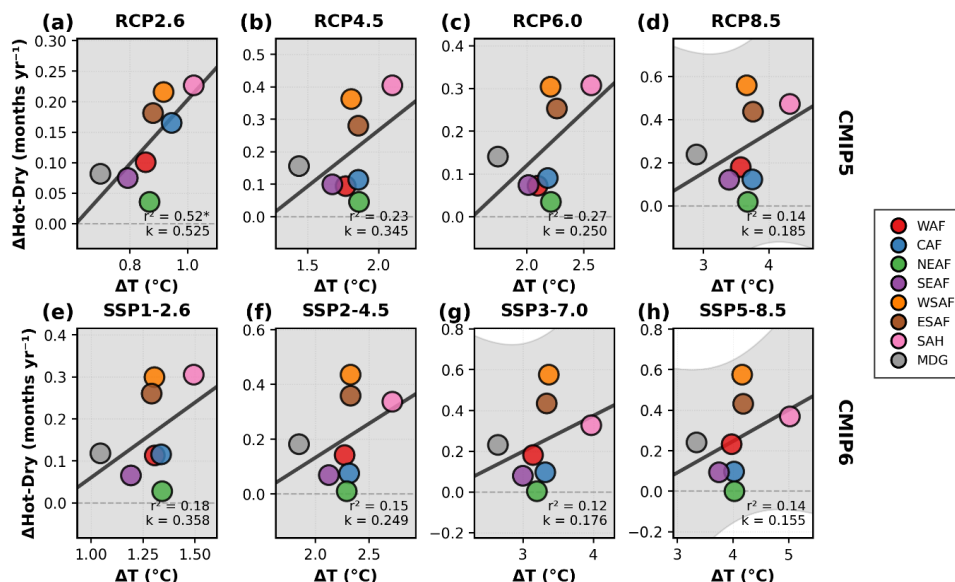 (a) RCP2.6
(b) RCP4.5
(c) RCP6.0
(d) RCP8.5
ΔHot-Dry (months yr⁻¹)
0.30
0.25
0.20
0.15
0.10
0.05
0.00
r² = 0.52*
k = 0.525
0.8 1.0
ΔT (°C)
0.5
0.4
0.3
0.2
0.1
0.0
r² = 0.23
k = 0.345
1.5 2.0
ΔT (°C)
0.4
0.3
0.2
0.1
0.0
r² = 0.27
k = 0.250
2.0 2.5
ΔT (°C)
0.6
0.4
0.2
0.0
r² = 0.14
k = 0.185
3 4
ΔT (°C)
CMIP5
WAF
CAF
NEAF
SEAF
WSAF
ESAF
SAH
MDG
(e) SSP1-2.6
(f) SSP2-4.5
(g) SSP3-7.0
(h) SSP5-8.5
ΔHot-Dry (months yr⁻¹)
0.4
0.3
0.2
0.1
0.0
r² = 0.18
k = 0.358
1.00 1.25 1.50
ΔT (°C)
0.6
0.4
0.2
0.0
r² = 0.15
k = 0.249
2.0 2.5
ΔT (°C)
0.8
0.6
0.4
0.2
0.0
−0.2
r² = 0.12
k = 0.176
3 4
ΔT (°C)
0.8
0.6
0.4
0.2
0.0
−0.2
r² = 0.14
k = 0.155
3 4 5
ΔT (°C)
CMIP6